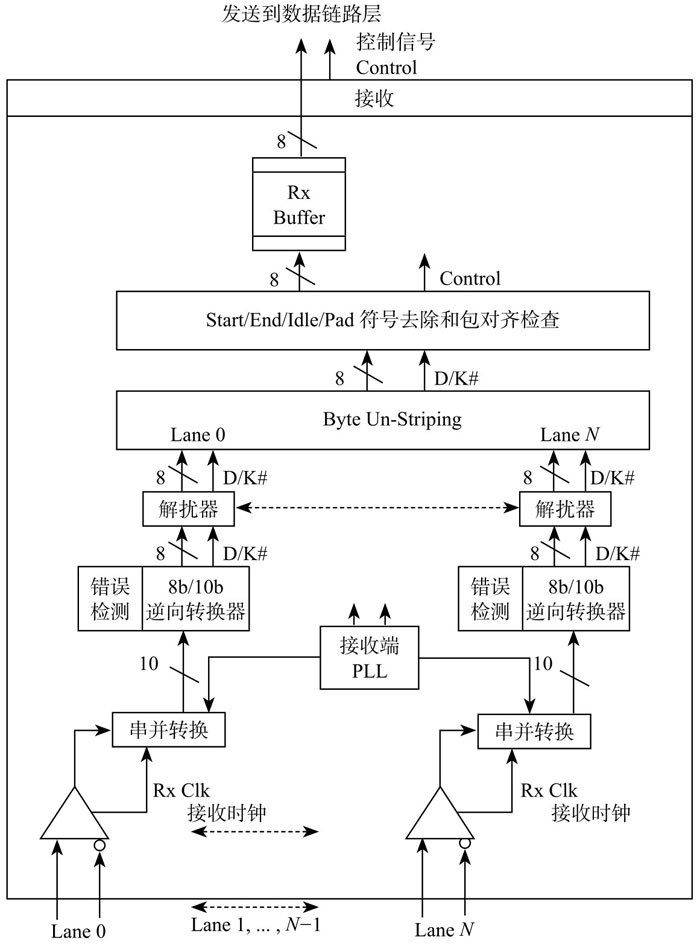 发送到数据链路层
控制信号
Control
接收
8
Rx
Buffer
8
Control
Start/End/Idle/Pad 符号去除和包对齐检查
8
D/K#
Byte Un-Striping
Lane 0
Lane N
8
D/K#
8
D/K#
解扰器
解扰器
8
D/K#
8
D/K#
错误
检测
8b/10b
逆向转换器
错误
检测
8b/10b
逆向转换器
接收端
PLL
10
10
串并转换
串并转换
Rx Clk
接收时钟
Rx Clk
接收时钟
Lane 0
Lane 1, ... , N−1
Lane N